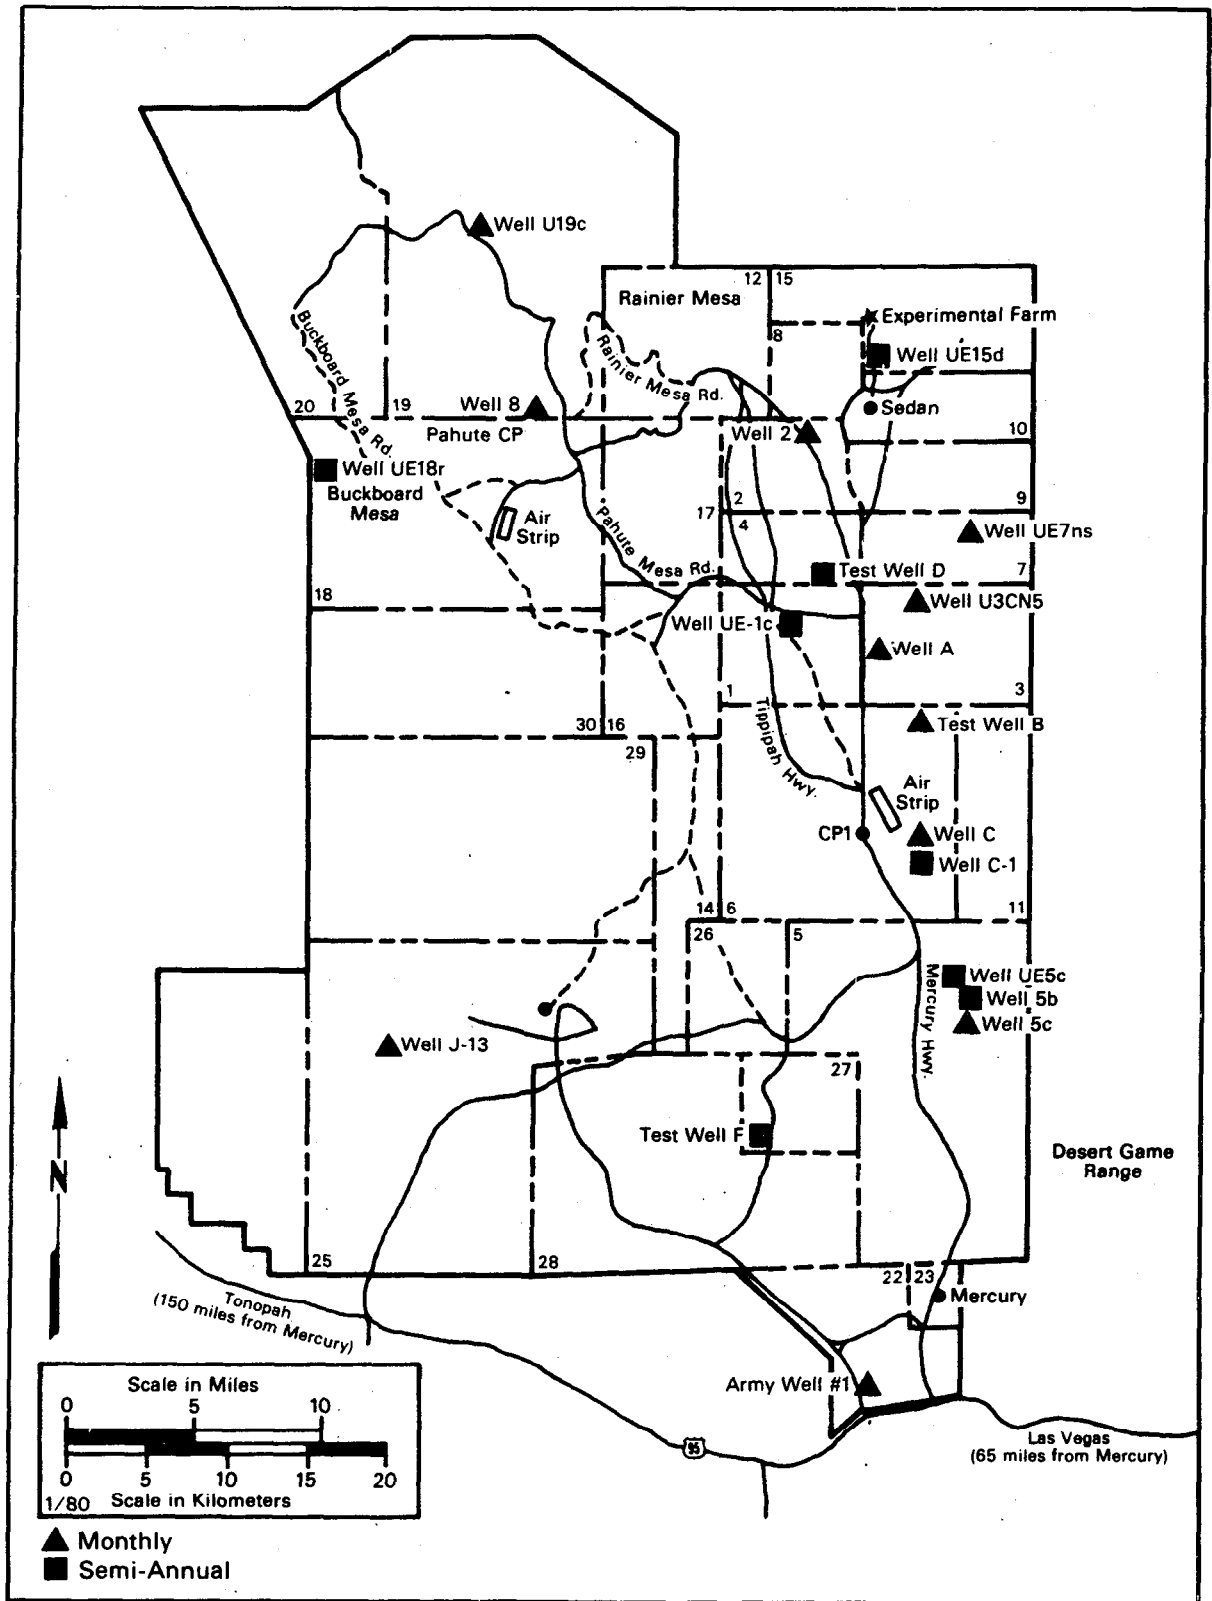 Well U19c
12
15
Rainier Mesa
Experimental Farm
8
Well UE15d
Buckboard Mesa Rd.
Rainier Mesa Rd.
20
19
Well 8
Sedan
Pahute CP
Well 2
10
Well UE18r
Buckboard
Mesa
2
9
17
4
Air
Strip
Pahute Mesa Rd.
Well UE7ns
Test Well D
7
18
Well U3CN5
Well UE-1c
Well A
1
3
30
16
Test Well B
29
Tippipah Hwy.
Air
Strip
CP1
Well C
Well C-1
14
6
11
26
5
Mercury Hwy.
Well UE5c
Well 5b
Well 5c
Well J-13
27
Test Well F
Desert Game
Range
N
25
28
22
23
Mercury
Tonopah
(150 miles from Mercury)
Army Well #1
95
Las Vegas
(65 miles from Mercury)
Scale in Miles
0 5 10
0 5 10 15 20
1/80 Scale in Kilometers
Monthly
Semi-Annual